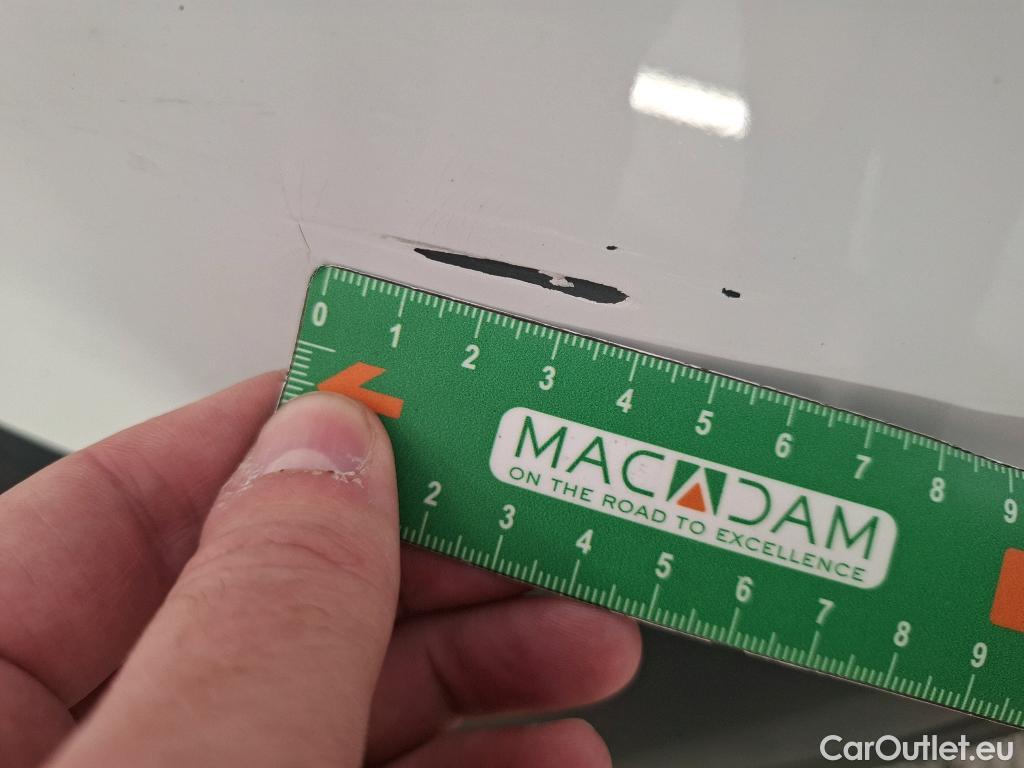 0 1 2 3 4 5 6 7 8 9
MACADAM
ON THE ROAD TO EXCELLENCE
2 3 4 5 6 7 8 9
CarOutlet.eu